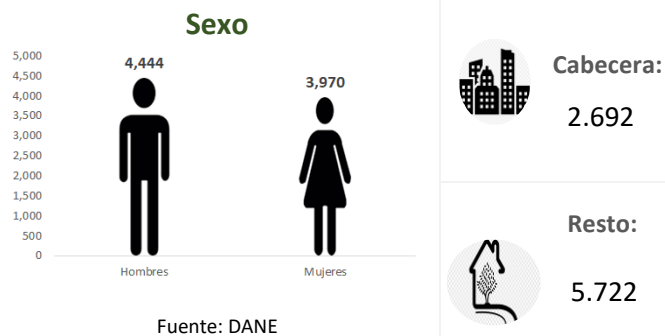 Sexo
5,000
4,500
4,000
3,500
3,000
2,500
2,000
1,500
1,000
500
0
4,444
3,970
Hombres
Mujeres
Fuente: DANE
Cabecera:
2.692
Resto:
5.722